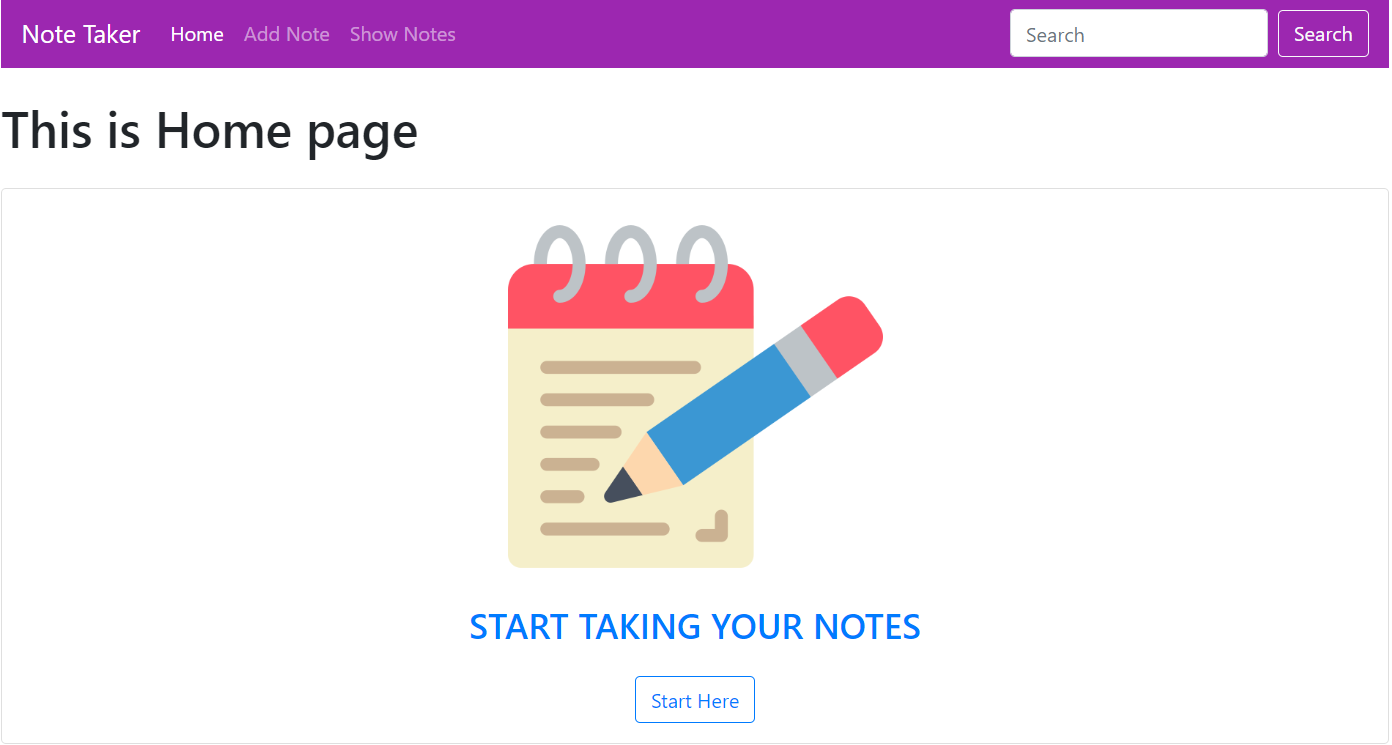 Note Taker Home Add Note Show Notes Search Search
This is Home page
START TAKING YOUR NOTES
Start Here